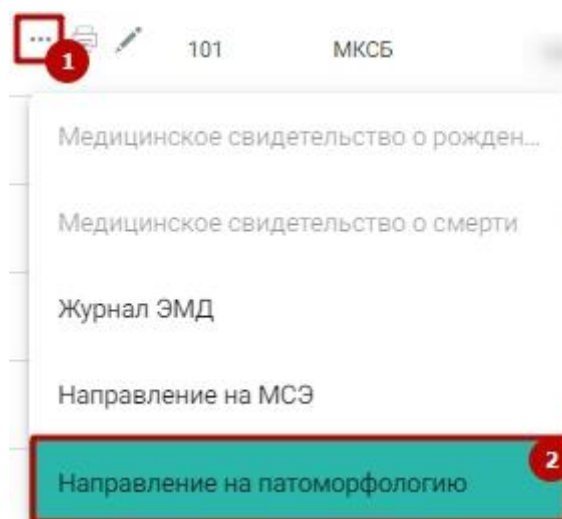 ... 1 101 МКСБ
Медицинское свидетельство о рожден...
Медицинское свидетельство о смерти
Журнал ЭМД
Направление на МСЭ
Направление на патоморфологию 2